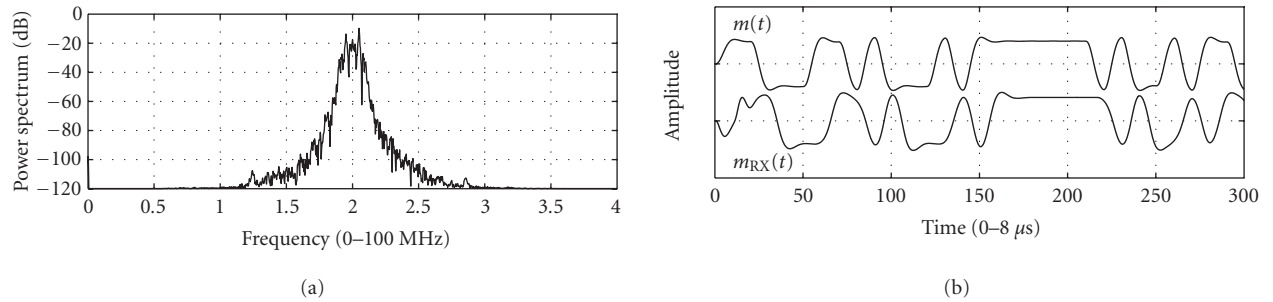 Power spectrum (dB)
0
−20
−40
−60
−80
−100
−120
0 0.5 1 1.5 2 2.5 3 3.5 4
Frequency (0–100 MHz)
(a)
Amplitude
m(t)
mRX(t)
0 50 100 150 200 250 300
Time (0–8 μs)
(b)